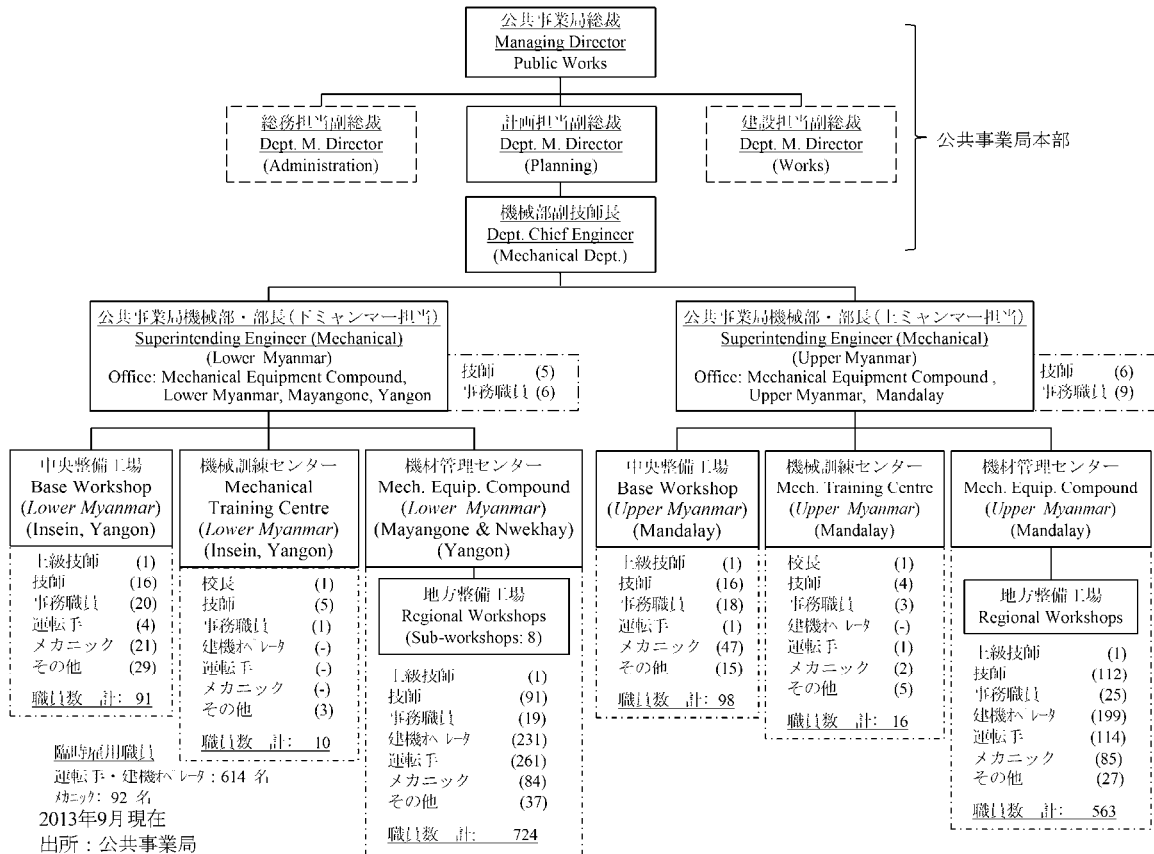 公共事業局総裁
Managing Director
Public Works
総務担当副総裁
Dept. M. Director
(Administration)
計画担当副総裁
Dept. M. Director
(Planning)
建設担当副総裁
Dept. M. Director
(Works)
公共事業局本部
機械部副技師長
Dept. Chief Engineer
(Mechanical Dept.)
公共事業局機械部・部長(下ミャンマー担当)
Superintending Engineer (Mechanical)
(Lower Myanmar)
Office: Mechanical Equipment Compound,
Lower Myanmar, Mayangone, Yangon
技師 (5)
事務職員 (6)
公共事業局機械部・部長(上ミャンマー担当)
Superintending Engineer (Mechanical)
(Upper Myanmar)
Office: Mechanical Equipment Compound ,
Upper Myanmar, Mandalay
技師 (6)
事務職員 (9)
中央整備工場
Base Workshop
(Lower Myanmar)
(Insein, Yangon)
上級技師 (1)
技師 (16)
事務職員 (20)
運転手 (4)
メカニック (21)
その他 (29)
職員数 計: 91
機械訓練センター
Mechanical
Training Centre
(Lower Myanmar)
(Insein, Yangon)
校長 (1)
技師 (5)
事務職員 (1)
建機オペレータ (-)
運転手 (-)
メカニック (-)
その他 (3)
職員数 計: 10
機材管理センター
Mech. Equip. Compound
(Lower Myanmar)
(Mayangone & Nwekhay)
(Yangon)
地方整備工場
Regional Workshops
(Sub-workshops: 8)
上級技師 (1)
技師 (91)
事務職員 (19)
建機オペレータ (231)
運転手 (261)
メカニック (84)
その他 (37)
職員数 計: 724
中央整備工場
Base Workshop
(Upper Myanmar)
(Mandalay)
上級技師 (1)
技師 (16)
事務職員 (18)
運転手 (1)
メカニック (47)
その他 (15)
職員数 計: 98
機械訓練センター
Mech. Training Centre
(Upper Myanmar)
(Mandalay)
校長 (1)
技師 (4)
事務職員 (3)
建機オペレータ (-)
運転手 (1)
メカニック (2)
その他 (5)
職員数 計: 16
機材管理センター
Mech. Equip. Compound
(Upper Myanmar)
(Mandalay)
地方整備工場
Regional Workshops
上級技師 (1)
技師 (112)
事務職員 (25)
建機オペレータ (199)
運転手 (114)
メカニック (85)
その他 (27)
職員数 計: 563
臨時雇用職員
運転手・建機オペレータ : 614 名
メカニック: 92 名
2013年9月現在
出所:公共事業局